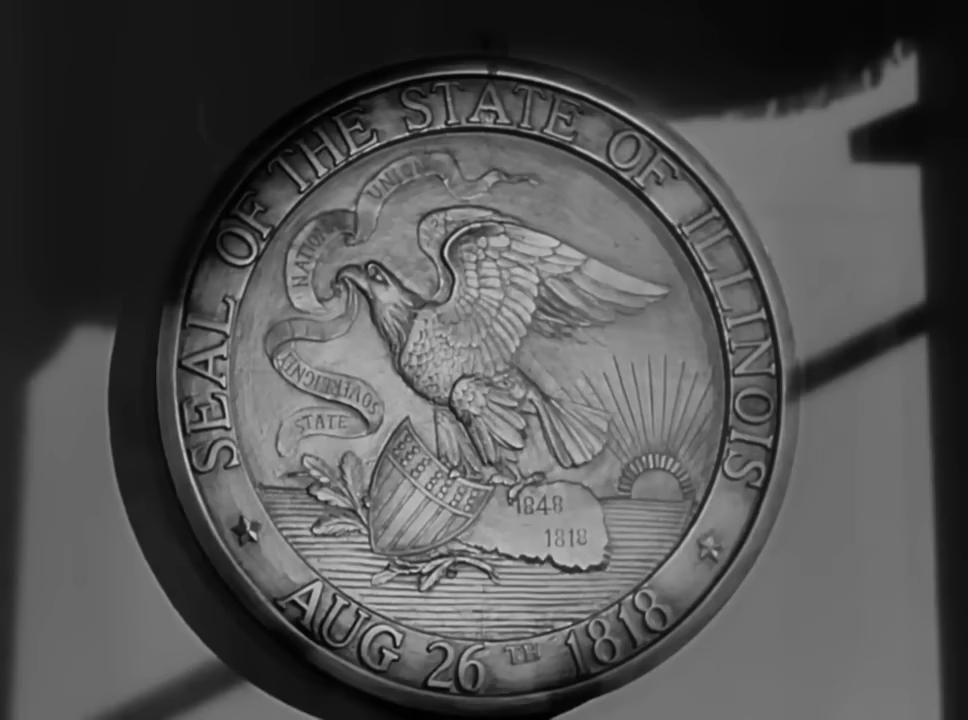 SEAL OF THE STATE OF ILLINOIS
UNION
NATIONAL
SOVEREIGNTY
STATE
1848
1818
AUG 26TH 1818